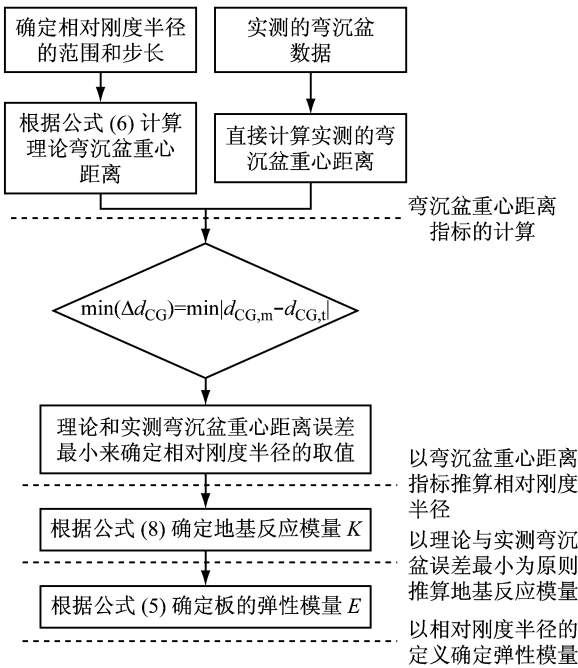 确定相对刚度半径
的范围和步长
实测的弯沉盆
数据
根据公式 (6) 计算
理论弯沉盆重心
距离
直接计算实测的弯
沉盆重心距离
弯沉盆重心距离
指标的计算
min(Δd_CG)=min|d_CG,m−d_CG,t|
理论和实测弯沉盆重心距离误差
最小来确定相对刚度半径的取值
以弯沉盆重心距离
指标推算相对刚度
半径
根据公式 (8) 确定地基反应模量 K
以理论与实测弯沉
盆误差最小为原则
推算地基反应模量
根据公式 (5) 确定板的弹性模量 E
以相对刚度半径的
定义确定弹性模量